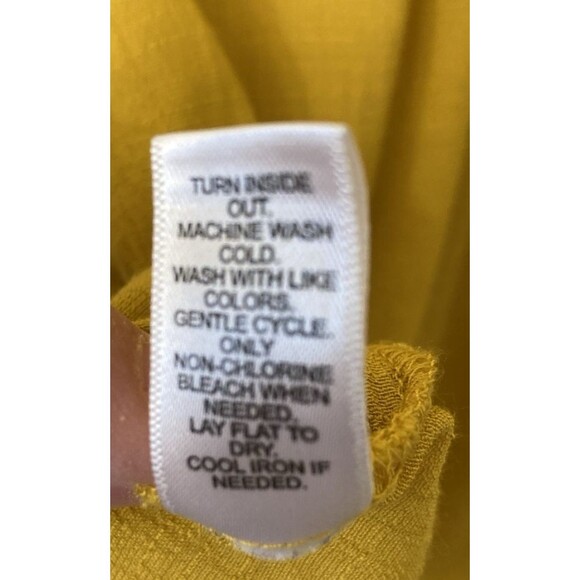 TURN INSIDE
OUT.
MACHINE WASH
COLD.
WASH WITH LIKE
COLORS.
GENTLE CYCLE.
ONLY
NON-CHLORINE
BLEACH WHEN
NEEDED.
LAY FLAT TO
DRY.
COOL IRON IF
NEEDED.